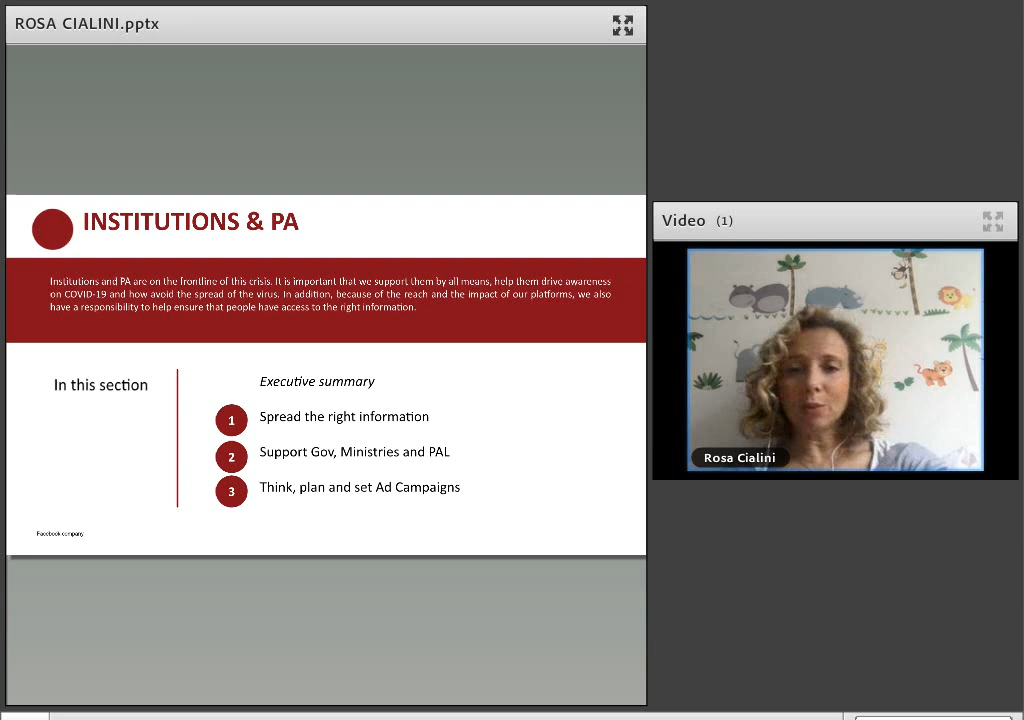 ROSA CIALINI.pptx
INSTITUTIONS & PA
Institutions and PA are on the frontline of this crisis. It is important that we support them by all means, help them drive awareness
on COVID-19 and how avoid the spread of the virus. In addition, because of the reach and the impact of our platforms, we also
have a responsibility to help ensure that people have access to the right information.
In this section
Executive summary
1 Spread the right information
2 Support Gov, Ministries and PAL
3 Think, plan and set Ad Campaigns
Facebook company
Video (1)
Rosa Cialini